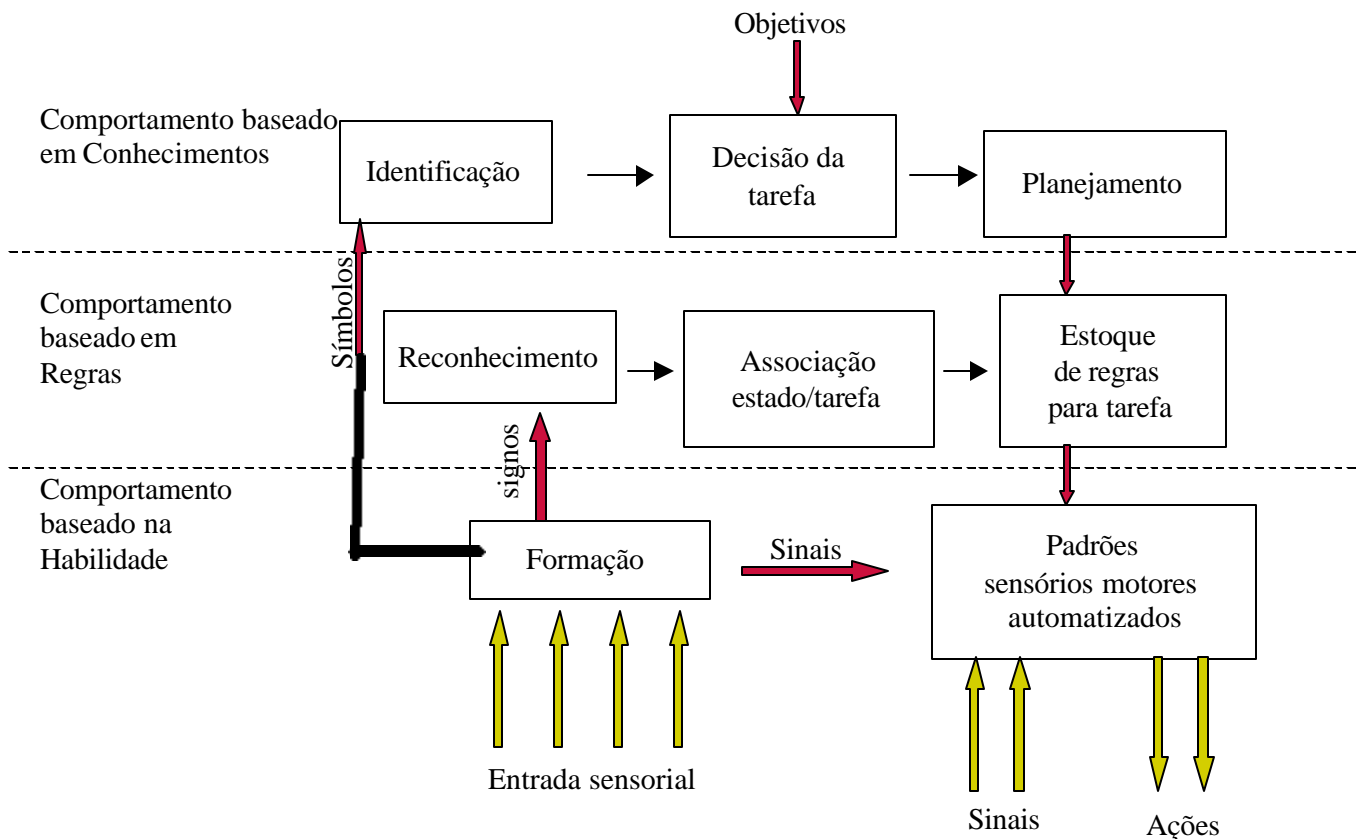 Objetivos
Comportamento baseado
em Conhecimentos
Identificação
Decisão da
tarefa
Planejamento
Símbolos
Comportamento
baseado em
Regras
Reconhecimento
Associação
estado/tarefa
Estoque
de regras
para tarefa
signos
Comportamento
baseado na
Habilidade
Formação
Sinais
Padrões
sensórios motores
automatizados
Entrada sensorial
Sinais
Ações